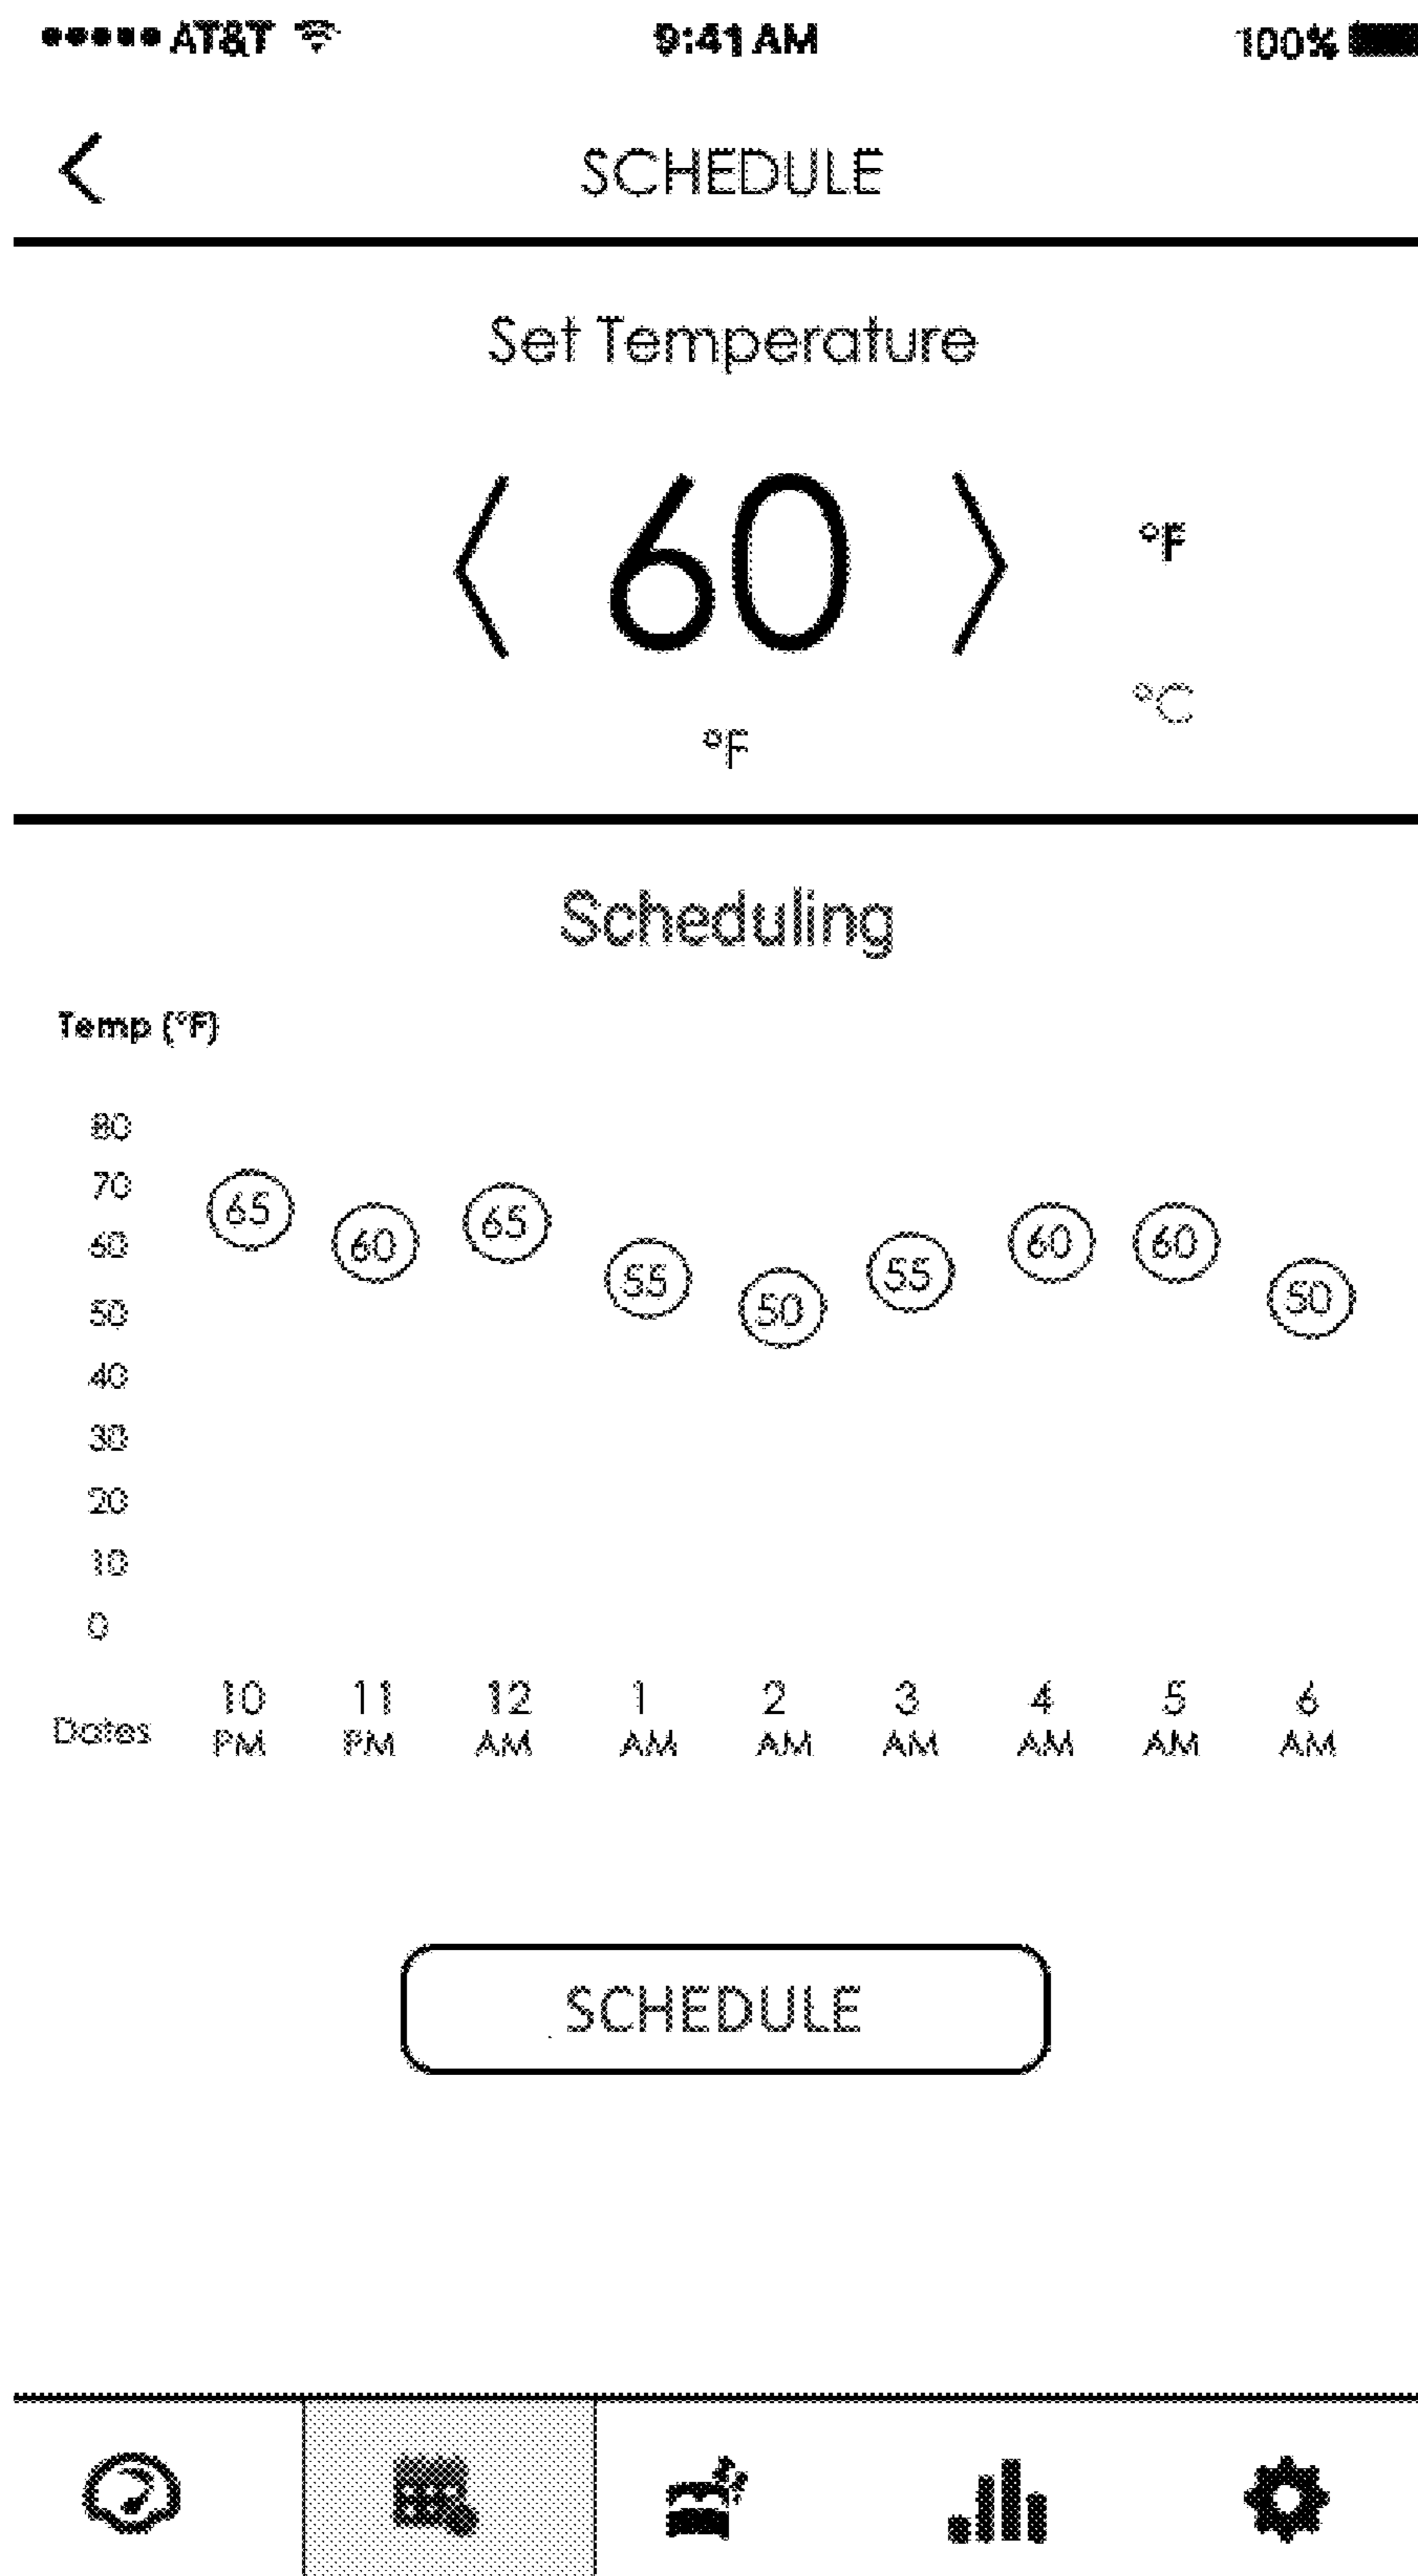 AT&T 9:41 AM 100%
SCHEDULE
Set Temperature
60
°F
°C
°F
Scheduling
Temp (°F)
80
70
60
50
40
30
20
10
0
65 60 65 55 50 55 60 60 50
10 11 12 1 2 3 4 5 6
Dates PM PM AM AM AM AM AM AM AM
SCHEDULE